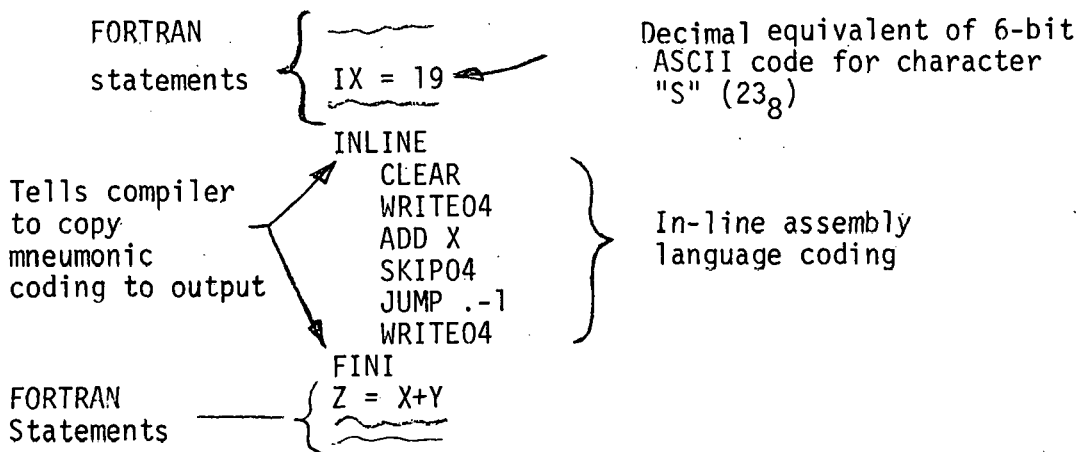 FORTRAN
statements
IX = 19
Decimal equivalent of 6-bit
ASCII code for character
"S" (23₈)
INLINE
CLEAR
WRITE04
ADD X
SKIP04
JUMP .-1
WRITE04
FINI
Tells compiler
to copy
mneumonic
coding to output
In-line assembly
language coding
FORTRAN
Statements
Z = X+Y